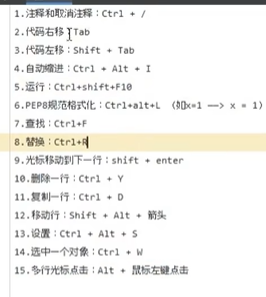 1.注释和取消注释：Ctrl + /
2.代码右移：Tab
3.代码左移：Shift + Tab
4.自动缩进：Ctrl + Alt + I
5.运行：Ctrl+shift+F10
6.PEP8规范格式化：Ctrl+alt+L （如x=1 ——> x = 1)
7.查找：Ctrl+F
8.替换：Ctrl+R
9.光标移动到下一行：shift + enter
10.删除一行：Ctrl + Y
11.复制一行：Ctrl + D
12.移动行：Shift + Alt + 箭头
13.设置：Ctrl + Alt + S
14.选中一个对象：Ctrl + W
15.多行光标点击：Alt + 鼠标左键点击